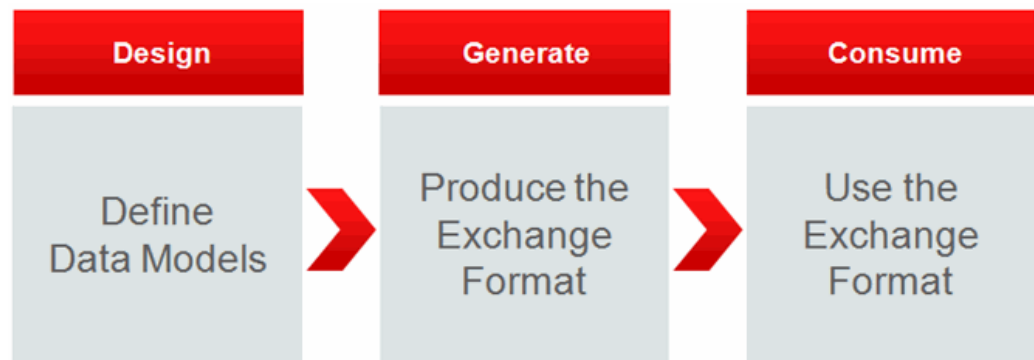 Design
Define
Data Models
Generate
Produce the
Exchange
Format
Consume
Use the
Exchange
Format